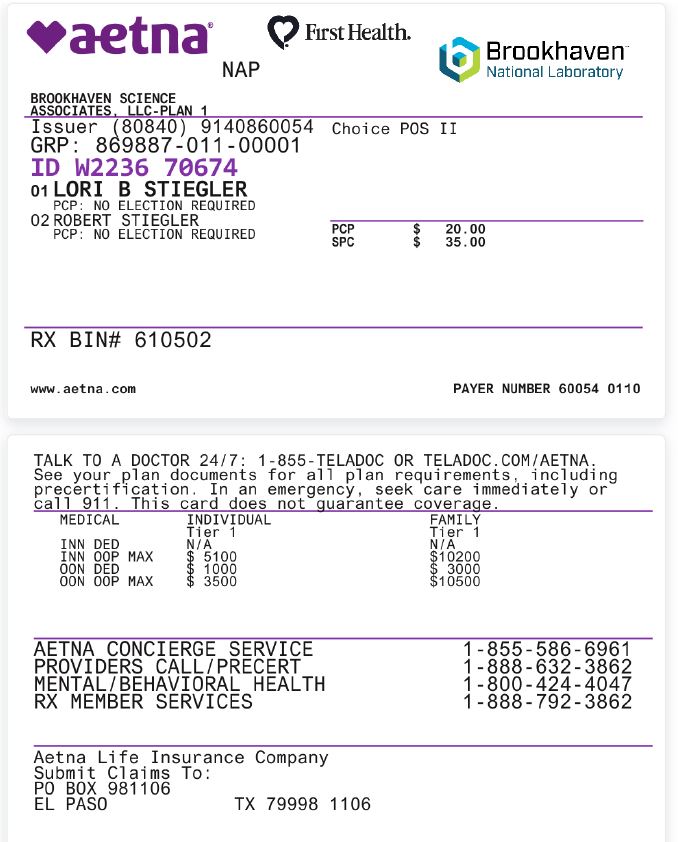 aetna®
First Health.
Brookhaven™
National Laboratory
NAP
BROOKHAVEN SCIENCE
ASSOCIATES, LLC-PLAN 1
Issuer (80840) 9140860054 Choice POS II
GRP: 869887-011-00001
ID W2236 70674
01 LORI B STIEGLER
PCP: NO ELECTION REQUIRED
02 ROBERT STIEGLER
PCP: NO ELECTION REQUIRED
PCP $ 20.00
SPC $ 35.00
RX BIN# 610502
www.aetna.com PAYER NUMBER 60054 0110
TALK TO A DOCTOR 24/7: 1-855-TELADOC OR TELADOC.COM/AETNA.
See your plan documents for all plan requirements, including
precertification. In an emergency, seek care immediately or
call 911. This card does not guarantee coverage.
MEDICAL INDIVIDUAL FAMILY
Tier 1 Tier 1
INN DED N/A N/A
INN OOP MAX $ 5100 $10200
OON DED $ 1000 $ 3000
OON OOP MAX $ 3500 $10500
AETNA CONCIERGE SERVICE 1-855-586-6961
PROVIDERS CALL/PRECERT 1-888-632-3862
MENTAL/BEHAVIORAL HEALTH 1-800-424-4047
RX MEMBER SERVICES 1-888-792-3862
Aetna Life Insurance Company
Submit Claims To:
PO BOX 981106
EL PASO TX 79998 1106